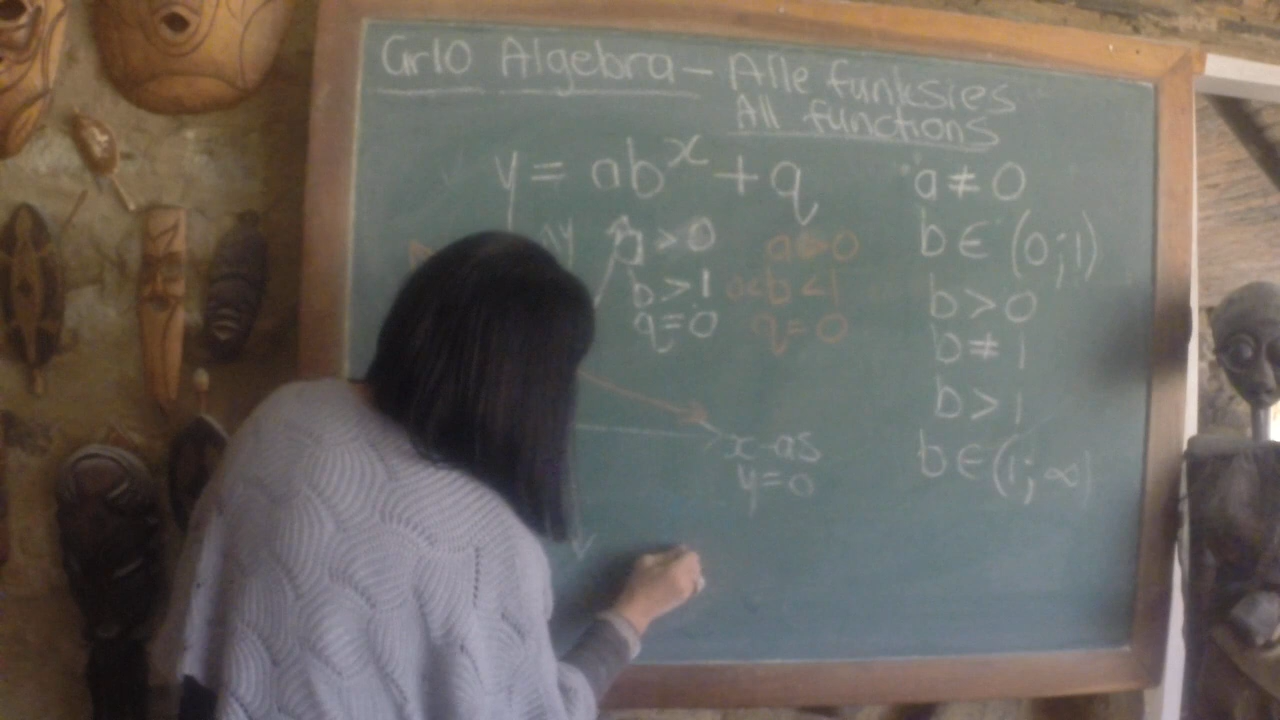 Gr10 Algebra - Alle funksies
All functions
y = ab^x + q
a ≠ 0
y
a > 0
a > 0
b ∈ (0;1)
b > 1
0 < b < 1
b > 0
q = 0
q = 0
b ≠ 1
b > 1
x-as
b ∈ (1;∞)
y = 0